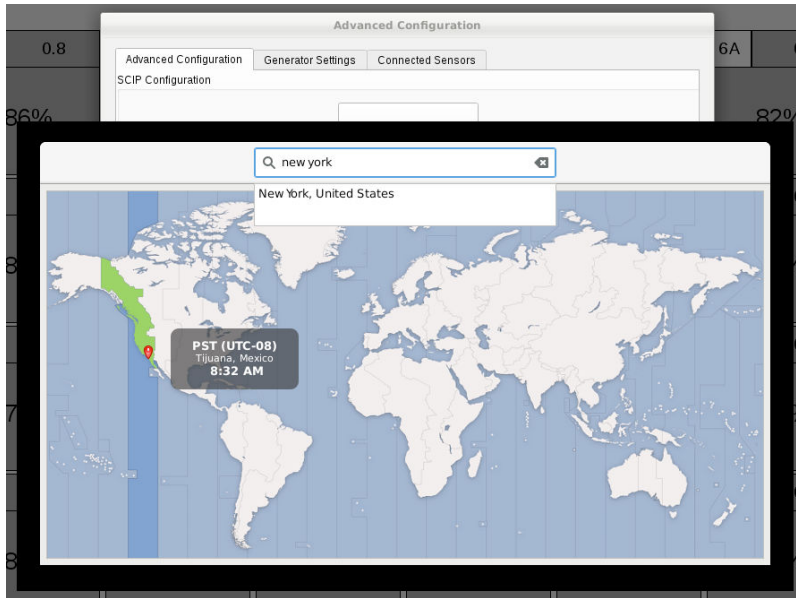 Advanced Configuration
0.8
6A
Advanced Configuration
Generator Settings
Connected Sensors
SCIP Configuration
86%
82%
new york
New York, United States
PST (UTC-08)
Tijuana, Mexico
8:32 AM